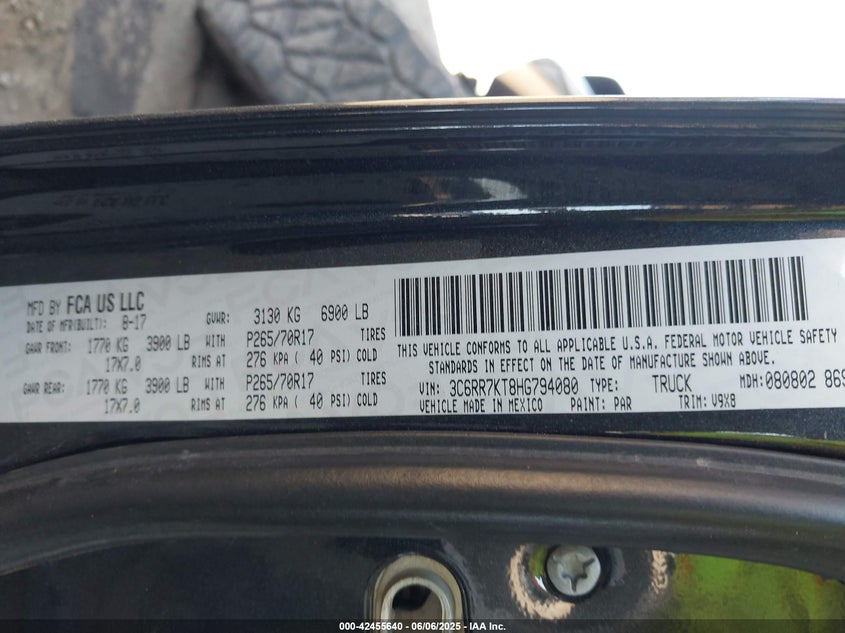 MFD BY FCA US LLC
DATE OF MFR(BUILT): 8-17 GVWR: 3130 KG 6900 LB
GAWR FRONT: 1770 KG 3900 LB WITH P265/70R17 TIRES
17X7.0 RIMS AT 276 KPA ( 40 PSI) COLD
GAWR REAR: 1770 KG 3900 LB WITH P265/70R17 TIRES
17X7.0 RIMS AT 276 KPA ( 40 PSI) COLD
THIS VEHICLE CONFORMS TO ALL APPLICABLE U.S.A. FEDERAL MOTOR VEHICLE SAFETY
STANDARDS IN EFFECT ON THE DATE OF MANUFACTURE SHOWN ABOVE.
VIN: 3C6RR7KT8HG794080 TYPE: TRUCK MDH:080802 869
VEHICLE MADE IN MEXICO PAINT: PAR TRIM: V9X8
000-42455640 - 06/06/2025 - IAA Inc.